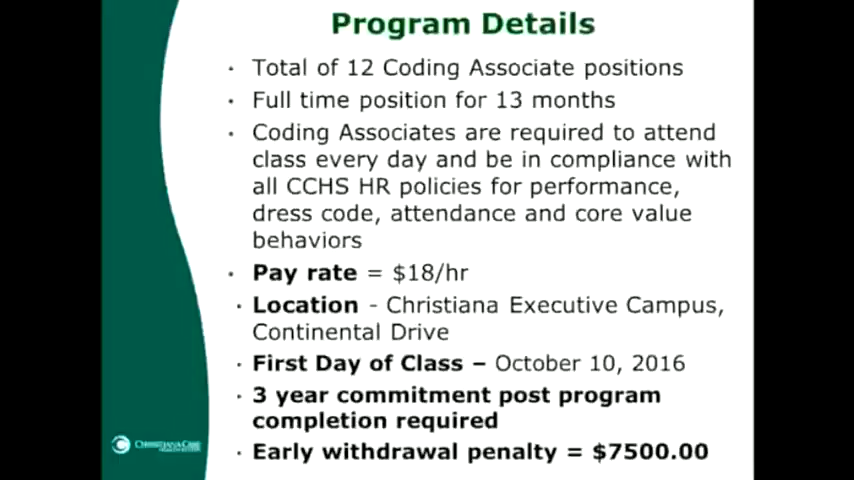 Program Details
· Total of 12 Coding Associate positions
· Full time position for 13 months
· Coding Associates are required to attend
class every day and be in compliance with
all CCHS HR policies for performance,
dress code, attendance and core value
behaviors
· Pay rate = $18/hr
· Location - Christiana Executive Campus,
Continental Drive
· First Day of Class – October 10, 2016
· 3 year commitment post program
completion required
· Early withdrawal penalty = $7500.00
CHRISTIANA CARE